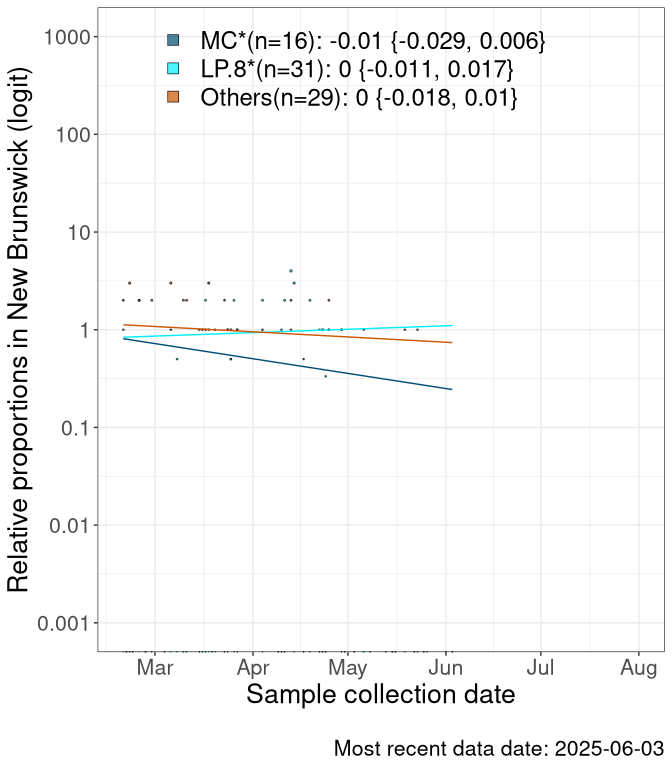 MC*(n=16): -0.01 {-0.029, 0.006}
LP.8*(n=31): 0 {-0.011, 0.017}
Others(n=29): 0 {-0.018, 0.01}
Relative proportions in New Brunswick (logit)
1000
100
10
1
0.1
0.01
0.001
Mar Apr May Jun Jul Aug
Sample collection date
Most recent data date: 2025-06-03